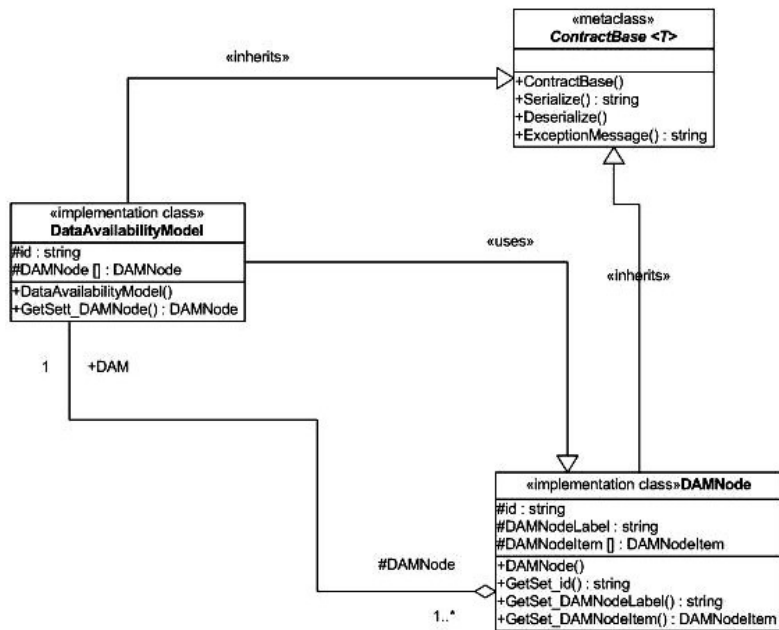 «metaclass»
ContractBase <T>
+ContractBase()
+Serialize() : string
+Deserialize()
+ExceptionMessage() : string
«inherits»
«implementation class»
DataAvailabilityModel
#id : string
#DAMNode [] : DAMNode
+DataAvailabilityModel()
+GetSett_DAMNode() : DAMNode
«uses»
«inherits»
1 +DAM
«implementation class»DAMNode
#id : string
#DAMNodeLabel : string
#DAMNodeItem [] : DAMNodeItem
+DAMNode()
+GetSet_id() : string
+GetSet_DAMNodeLabel() : string
+GetSet_DAMNodeItem() : DAMNodeItem
#DAMNode
1..*